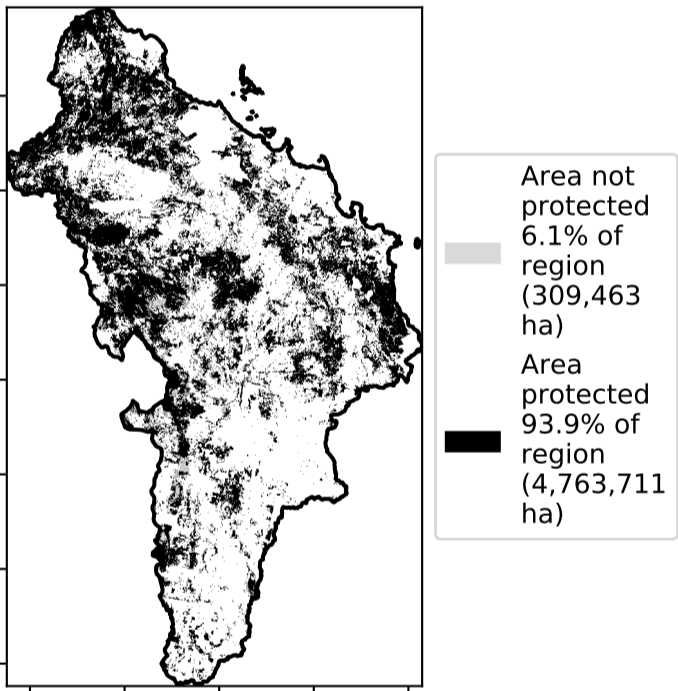 Area not
protected
6.1% of
region
(309,463
ha)
Area
protected
93.9% of
region
(4,763,711
ha)